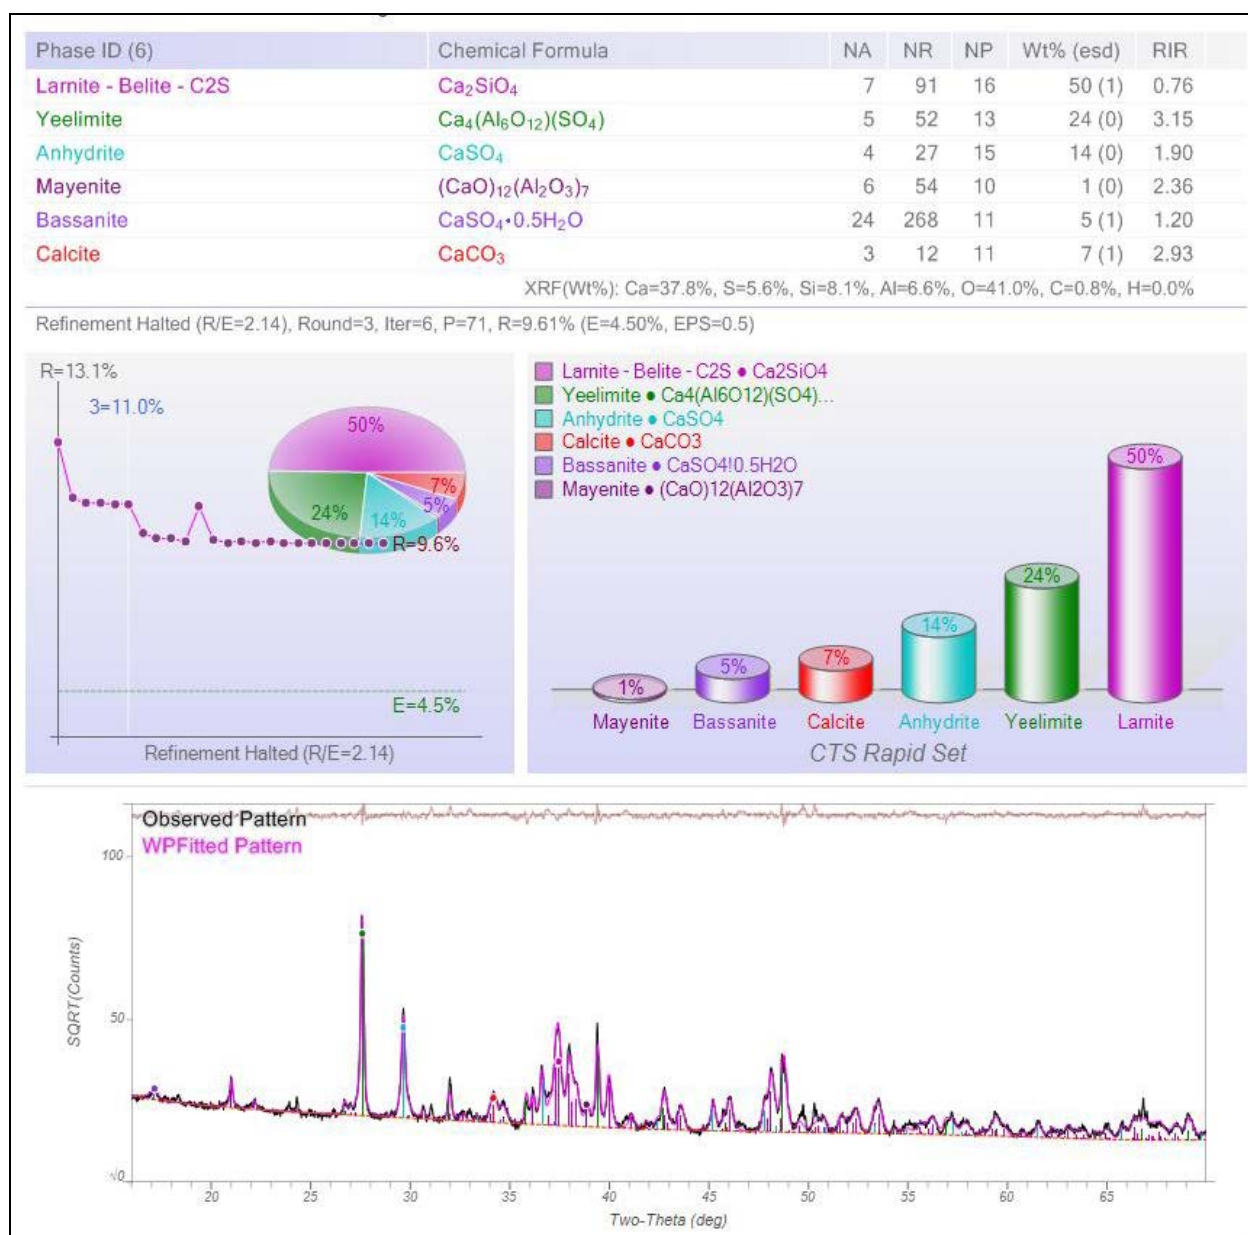 Phase ID (6) Chemical Formula NA NR NP Wt% (esd) RIR
Larnite - Belite - C2S Ca₂SiO₄ 7 91 16 50 (1) 0.76
Yeelimite Ca₄(Al₆O₁₂)(SO₄) 5 52 13 24 (0) 3.15
Anhydrite CaSO₄ 4 27 15 14 (0) 1.90
Mayenite (CaO)₁₂(Al₂O₃)₇ 6 54 10 1 (0) 2.36
Bassanite CaSO₄•0.5H₂O 24 268 11 5 (1) 1.20
Calcite CaCO₃ 3 12 11 7 (1) 2.93
XRF(Wt%): Ca=37.8%, S=5.6%, Si=8.1%, Al=6.6%, O=41.0%, C=0.8%, H=0.0%
Refinement Halted (R/E=2.14), Round=3, Iter=6, P=71, R=9.61% (E=4.50%, EPS=0.5)
R=13.1%
3=11.0%
50%
7%
5%
24%
14%
R=9.6%
E=4.5%
Refinement Halted (R/E=2.14)
Larnite - Belite - C2S ● Ca2SiO4
Yeelimite ● Ca4(Al6O12)(SO4)...
Anhydrite ● CaSO4
Calcite ● CaCO3
Bassanite ● CaSO4!0.5H2O
Mayenite ● (CaO)12(Al2O3)7
50%
24%
14%
7%
5%
1%
Mayenite Bassanite Calcite Anhydrite Yeelimite Larnite
CTS Rapid Set
Observed Pattern
WPFitted Pattern
100
50
√0
SQRT(Counts)
20 25 30 35 40 45 50 55 60 65
Two-Theta (deg)